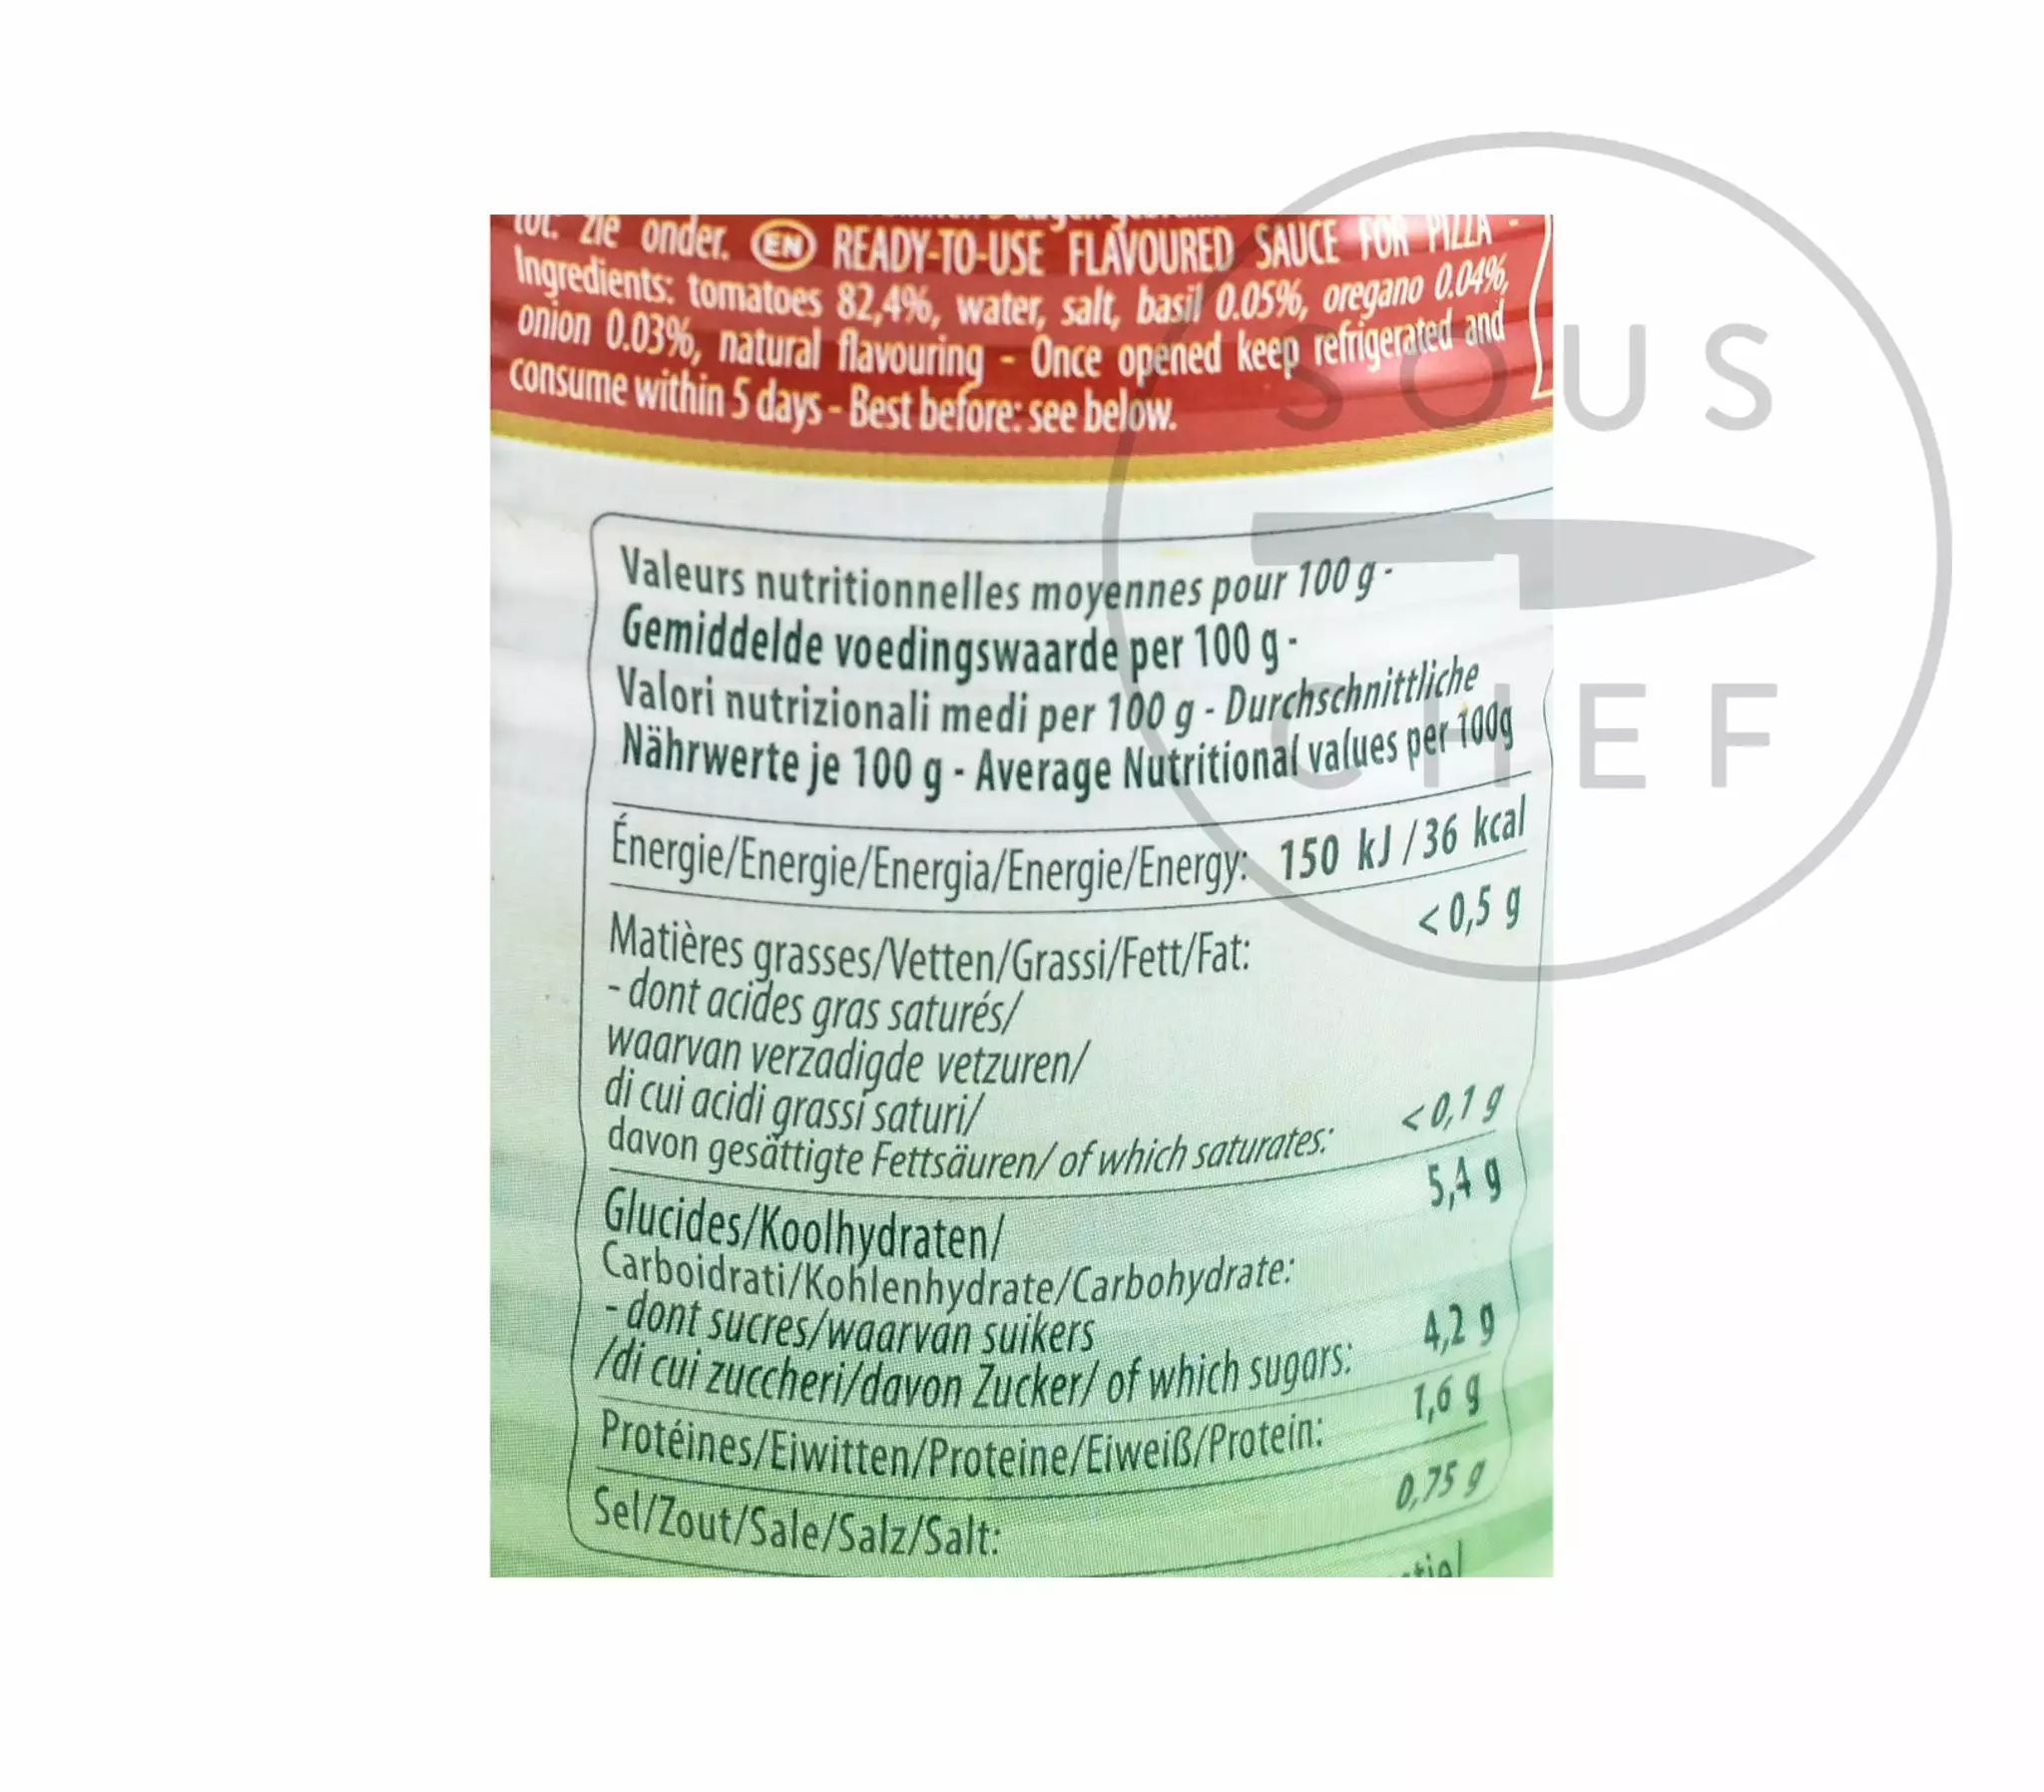 tot: zie onder. EN READY-TO-USE FLAVOURED SAUCE FOR PIZZA -
Ingredients: tomatoes 82,4%, water, salt, basil 0.05%, oregano 0.04%,
onion 0.03%, natural flavouring - Once opened keep refrigerated and
consume within 5 days - Best before: see below.
SOUS
CHEF
Valeurs nutritionnelles moyennes pour 100 g -
Gemiddelde voedingswaarde per 100 g -
Valori nutrizionali medi per 100 g - Durchschnittliche
Nährwerte je 100 g - Average Nutritional values per 100g
Énergie/Energie/Energia/Energie/Energy: 150 kJ / 36 kcal
Matières grasses/Vetten/Grassi/Fett/Fat: < 0,5 g
- dont acides gras saturés/
waarvan verzadigde vetzuren/
di cui acidi grassi saturi/
davon gesättigte Fettsäuren/ of which saturates: < 0,1 g
Glucides/Koolhydraten/ 5,4 g
Carboidrati/Kohlenhydrate/Carbohydrate:
- dont sucres/waarvan suikers
/di cui zuccheri/davon Zucker/ of which sugars: 4,2 g
Protéines/Eiwitten/Proteine/Eiweiß/Protein: 1,6 g
Sel/Zout/Sale/Salz/Salt: 0,75 g